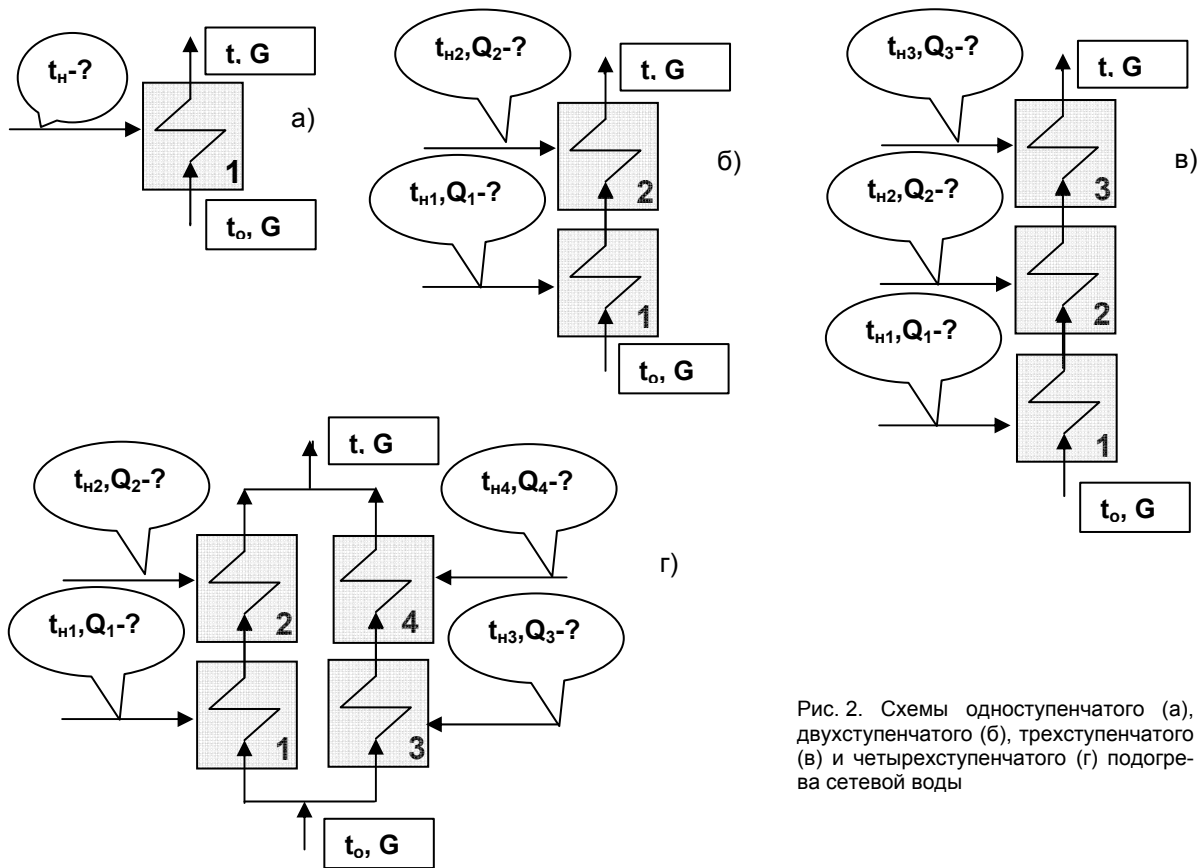 tн-?
t, G
а)
1
tо, G
tн2,Q2-?
t, G
б)
2
tн1,Q1-?
1
tо, G
tн3,Q3-?
t, G
в)
3
tн2,Q2-?
2
tн1,Q1-?
1
tо, G
t, G
tн2,Q2-?
tн4,Q4-?
г)
2
4
tн1,Q1-?
tн3,Q3-?
1
3
tо, G
Рис. 2. Схемы одноступенчатого (а),
двухступенчатого (б), трехступенчатого
(в) и четырехступенчатого (г) подогре-
ва сетевой воды